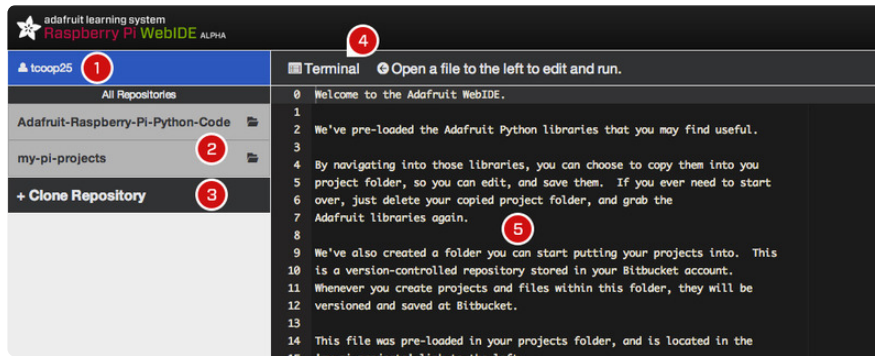 adafruit learning system
Raspberry Pi WebIDE ALPHA
4
tcoop25 1
Terminal Open a file to the left to edit and run.
All Repositories
Adafruit-Raspberry-Pi-Python-Code
2
my-pi-projects
+ Clone Repository 3
0 Welcome to the Adafruit WebIDE.
1
2 We've pre-loaded the Adafruit Python libraries that you may find useful.
3
4 By navigating into those libraries, you can choose to copy them into you
5 project folder, so you can edit, and save them. If you ever need to start
6 over, just delete your copied project folder, and grab the
7 Adafruit libraries again.
5
8
9 We've also created a folder you can start putting your projects into. This
10 is a version-controlled repository stored in your Bitbucket account.
11 Whenever you create projects and files within this folder, they will be
12 versioned and saved at Bitbucket.
13
14 This file was pre-loaded in your projects folder, and is located in the